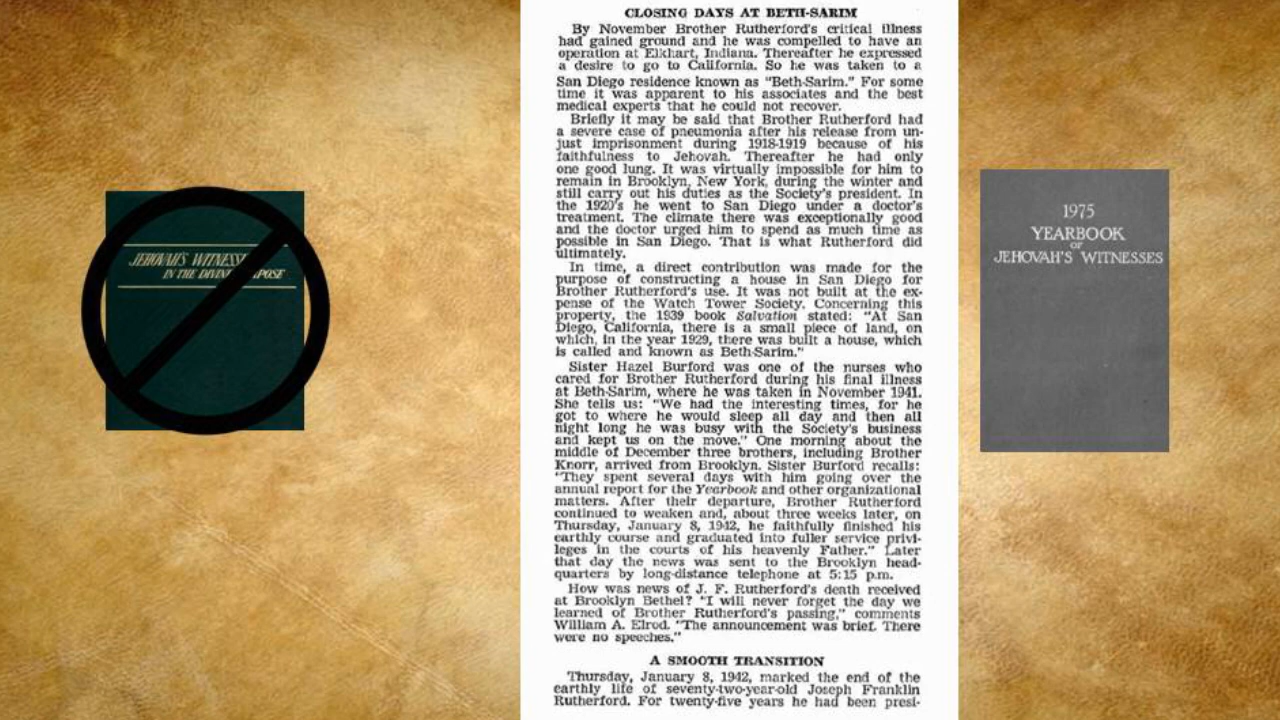 JEHOVAH'S WITNESSES
IN THE DIVINE PURPOSE
CLOSING DAYS AT BETH-SARIM
By November Brother Rutherford's critical illness
had gained ground and he was compelled to have an
operation at Elkhart, Indiana. Thereafter he expressed
a desire to go to California. So he was taken to a
San Diego residence known as "Beth-Sarim." For some
time it was apparent to his associates and the best
medical experts that he could not recover.
Briefly it may be said that Brother Rutherford had
a severe case of pneumonia after his release from un-
just imprisonment during 1918-1919 because of his
faithfulness to Jehovah. Thereafter he had only
one good lung. It was virtually impossible for him to
remain in Brooklyn, New York, during the winter and
still carry out his duties as the Society's president. In
the 1920's he went to San Diego under a doctor's
treatment. The climate there was exceptionally good
and the doctor urged him to spend as much time as
possible in San Diego. That is what Rutherford did
ultimately.
In time, a direct contribution was made for the
purpose of constructing a house in San Diego for
Brother Rutherford's use. It was not built at the ex-
pense of the Watch Tower Society. Concerning this
property, the 1939 book Salvation stated: "At San
Diego, California, there is a small piece of land, on
which, in the year 1929, there was built a house, which
is called and known as Beth-Sarim."
Sister Hazel Burford was one of the nurses who
cared for Brother Rutherford during his final illness
at Beth-Sarim, where he was taken in November 1941.
She tells us: "We had the interesting times, for he
got to where he would sleep all day and then all
night long he was busy with the Society's business
and kept us on the move." One morning about the
middle of December three brothers, including Brother
Knorr, arrived from Brooklyn. Sister Burford recalls:
"They spent several days with him going over the
annual report for the Yearbook and other organizational
matters. After their departure, Brother Rutherford
continued to weaken and, about three weeks later, on
Thursday, January 8, 1942, he faithfully finished his
earthly course and graduated into fuller service privi-
leges in the courts of his heavenly Father." Later
that day the news was sent to the Brooklyn head-
quarters by long-distance telephone at 5:15 p.m.
How was news of J. F. Rutherford's death received
at Brooklyn Bethel? "I will never forget the day we
learned of Brother Rutherford's passing," comments
William A. Elrod. "The announcement was brief. There
were no speeches."
A SMOOTH TRANSITION
Thursday, January 8, 1942, marked the end of the
earthly life of seventy-two-year-old Joseph Franklin
Rutherford. For twenty-five years he had been presi-
1975
YEARBOOK
OF
JEHOVAH'S WITNESSES